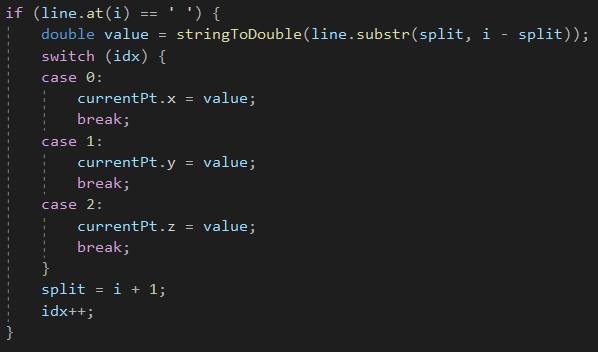 if (line.at(i) == ' ') {
    double value = stringToDouble(line.substr(split, i - split));
    switch (idx) {
    case 0:
        currentPt.x = value;
        break;
    case 1:
        currentPt.y = value;
        break;
    case 2:
        currentPt.z = value;
        break;
    }
    split = i + 1;
    idx++;
}